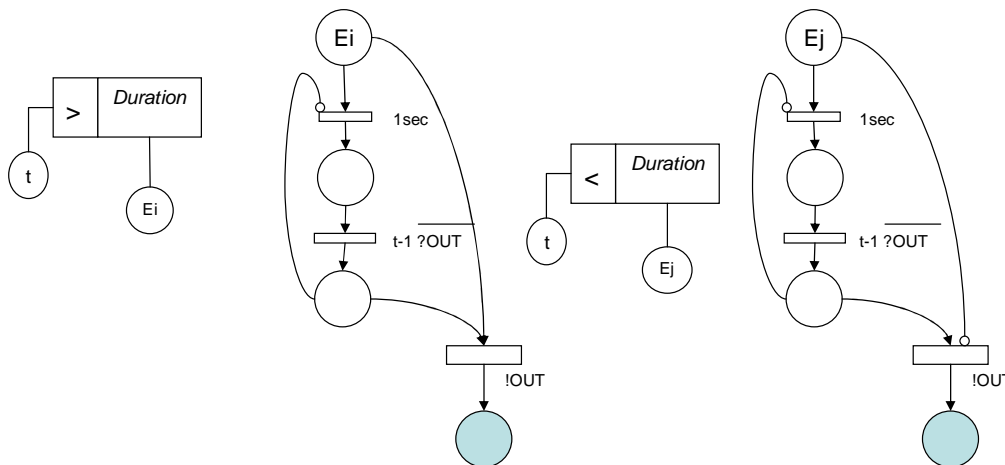 > Duration
t
Ei
Ei
1sec
t-1 ?OUT
!OUT
< Duration
t
Ej
Ej
1sec
t-1 ?OUT
!OUT